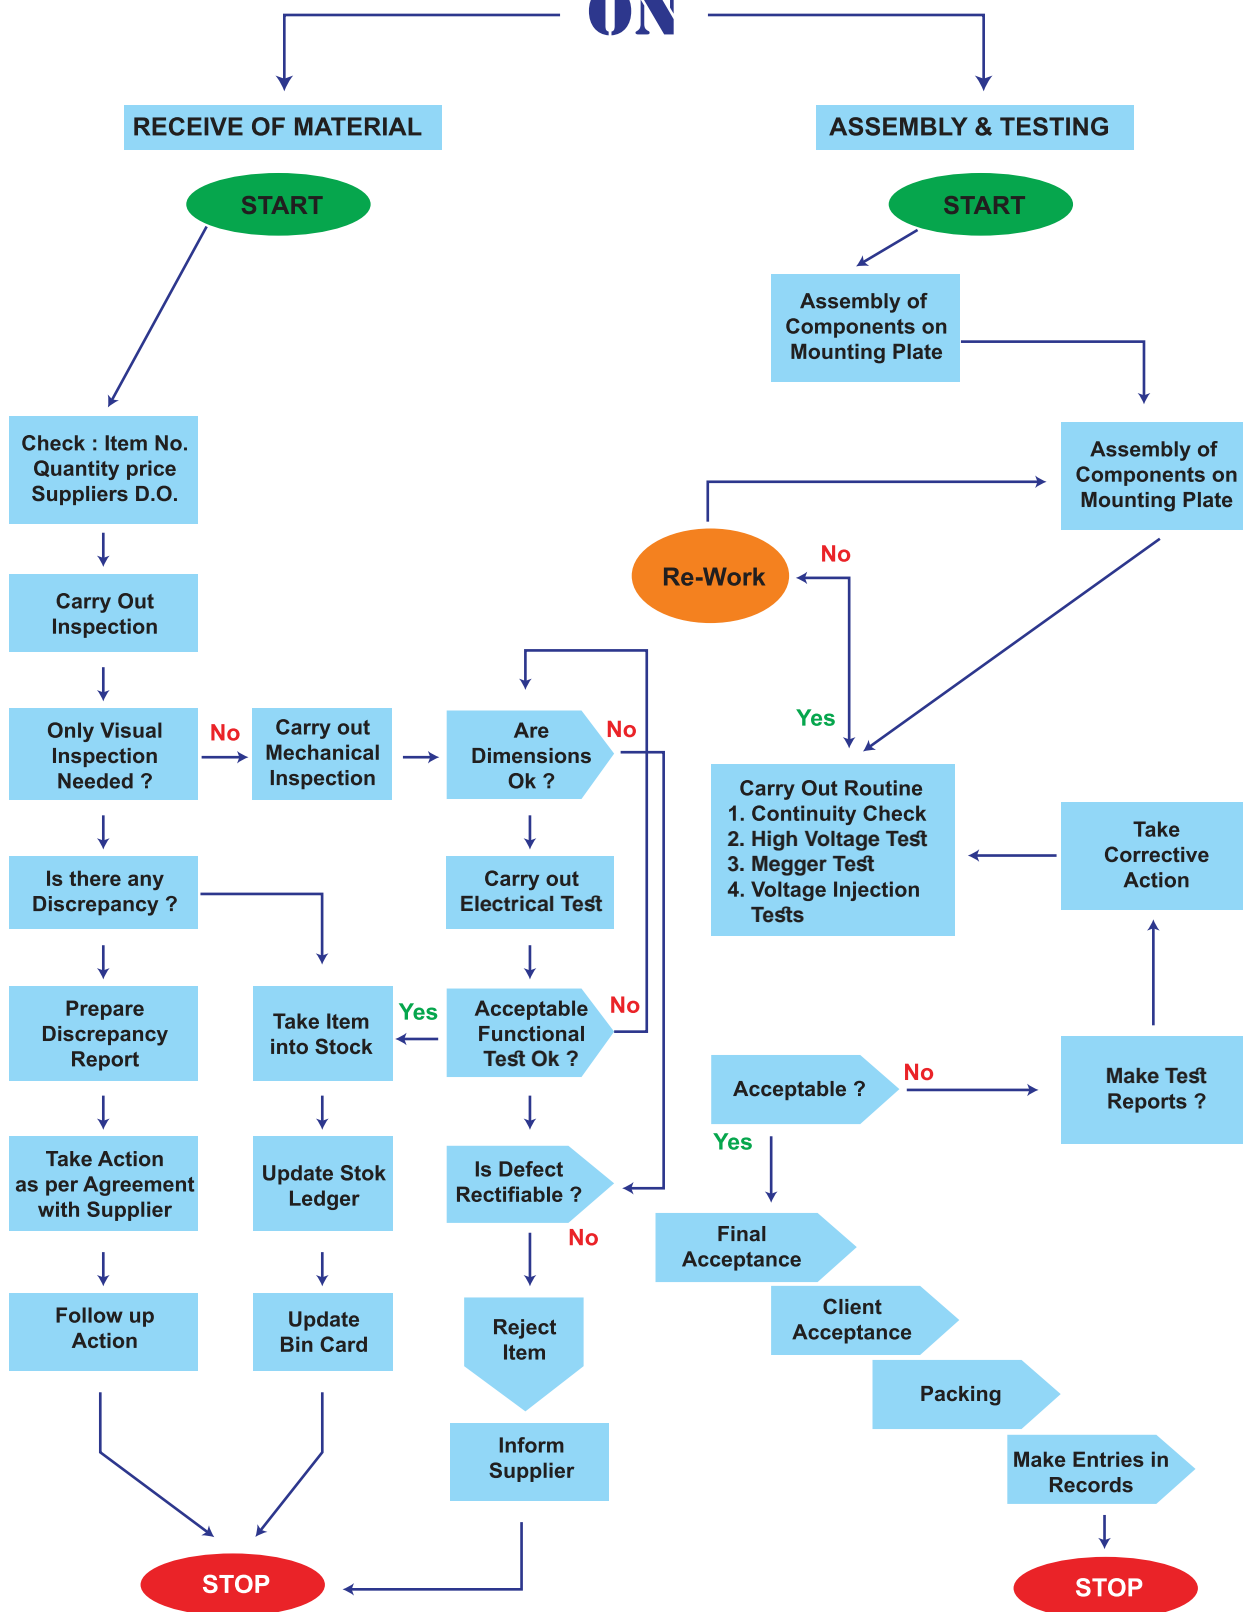 ON
RECEIVE OF MATERIAL
START
Check : Item No.
Quantity price
Suppliers D.O.
Carry Out
Inspection
Only Visual
Inspection
Needed ?
No
Carry out
Mechanical
Inspection
Are
Dimensions
Ok ?
No
Is there any
Discrepancy ?
Carry out
Electrical Test
Prepare
Discrepancy
Report
Take Item
into Stock
Yes
Acceptable
Functional
Test Ok ?
No
Take Action
as per Agreement
with Supplier
Update Stok
Ledger
Is Defect
Rectifiable ?
No
Follow up
Action
Update
Bin Card
Reject
Item
Inform
Supplier
STOP
ASSEMBLY & TESTING
START
Assembly of
Components on
Mounting Plate
Assembly of
Components on
Mounting Plate
Re-Work
No
Yes
Carry Out Routine
1. Continuity Check
2. High Voltage Test
3. Megger Test
4. Voltage Injection
Tests
Take
Corrective
Action
Acceptable ?
No
Make Test
Reports ?
Yes
Final
Acceptance
Client
Acceptance
Packing
Make Entries in
Records
STOP